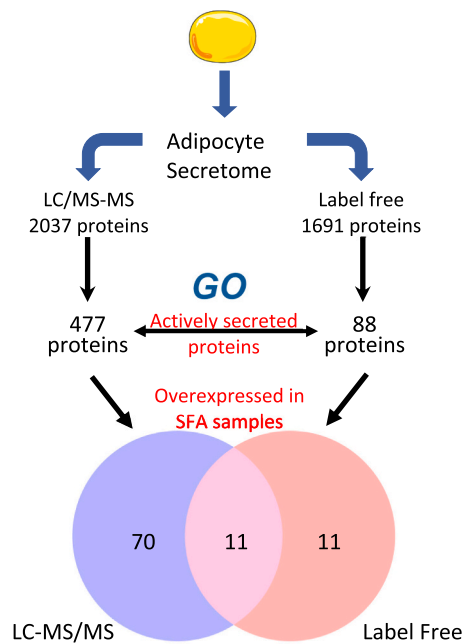 Adipocyte
Secretome
LC/MS-MS
2037 proteins
Label free
1691 proteins
GO
477
proteins
Actively secreted
proteins
88
proteins
Overexpressed in
SFA samples
70
11
11
LC-MS/MS
Label Free